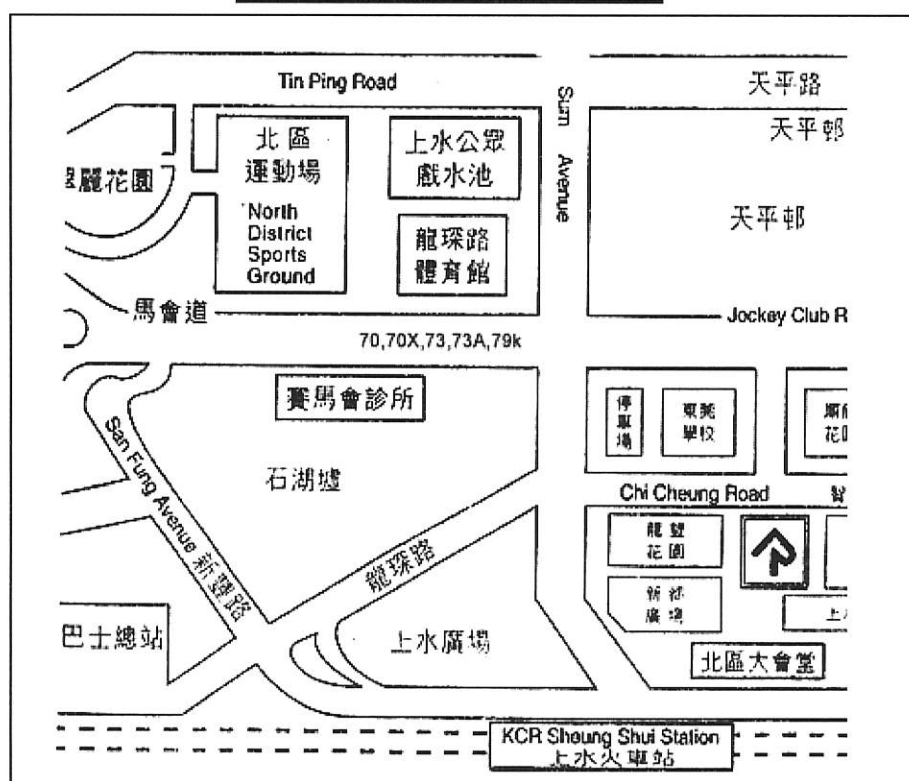 Tin Ping Road
天平路
Sum Avenue
天平邨
北區
運動場
North
District
Sports
Ground
上水公眾
戲水池
翠麗花園
天平邨
龍琛路
體育館
馬會道
Jockey Club R
70,70X,73,73A,79k
賽馬會診所
停車場
東莞
學校
順
花園
San Fung Avenue 新豐路
石湖墟
Chi Cheung Road
智
龍琛路
龍豐
花園
新都
廣場
巴士總站
上水廣場
上
北區大會堂
KCR Sheung Shui Station
上水火車站